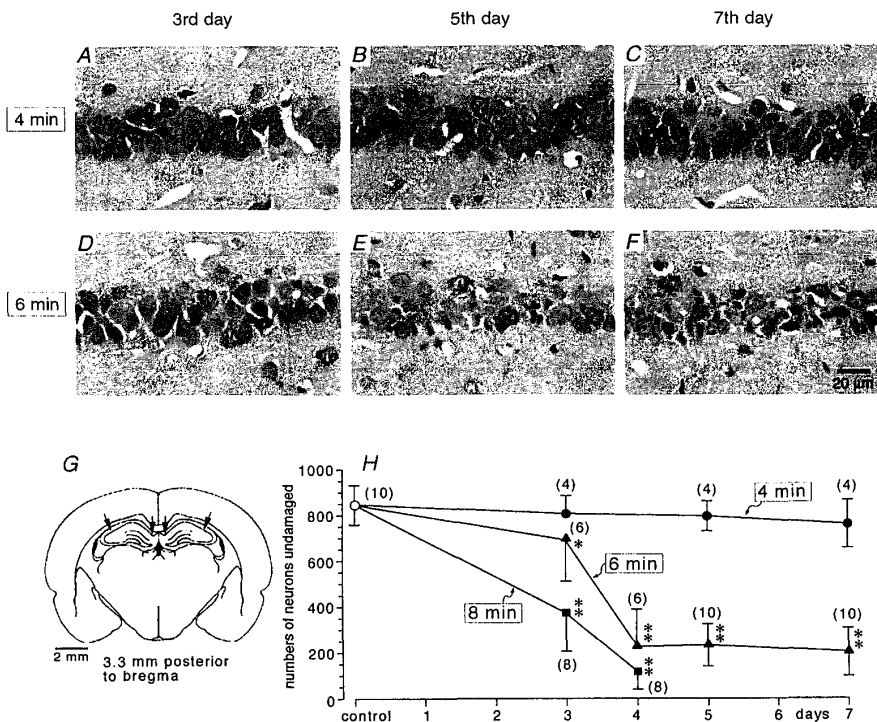 3rd day 5th day 7th day
A B C
4 min
D E F
6 min
20 µm
G H
1000
800
600
400
200
0
numbers of neurons undamaged
(10) (4) (4) (4)
4 min
(6)
*
6 min
8 min
**
(8)
(6)
**
**
(8)
(10)
**
(10)
**
2 mm
3.3 mm posterior
to bregma
control 1 2 3 4 5 6 days 7